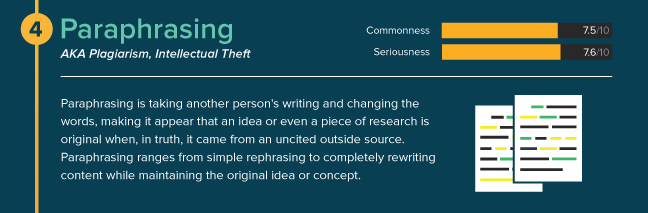 4 Paraphrasing
AKA Plagiarism, Intellectual Theft
Commonness 7.5/10
Seriousness 7.6/10
Paraphrasing is taking another person's writing and changing the
words, making it appear that an idea or even a piece of research is
original when, in truth, it came from an uncited outside source.
Paraphrasing ranges from simple rephrasing to completely rewriting
content while maintaining the original idea or concept.